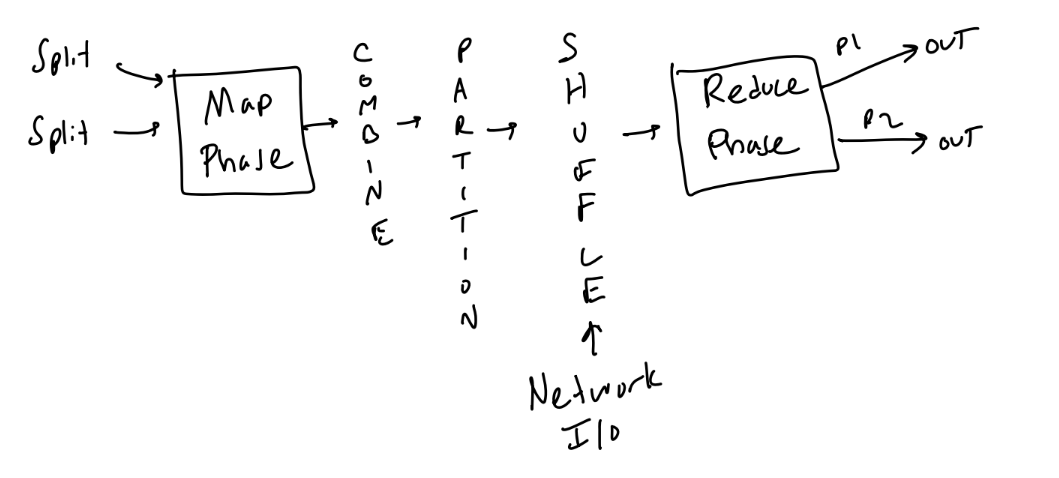 Split
Split
Map
Phase
COMBINE
PARTITION
SHUFFLE
Network
I/O
Reduce
Phase
P1
OUT
P2
OUT